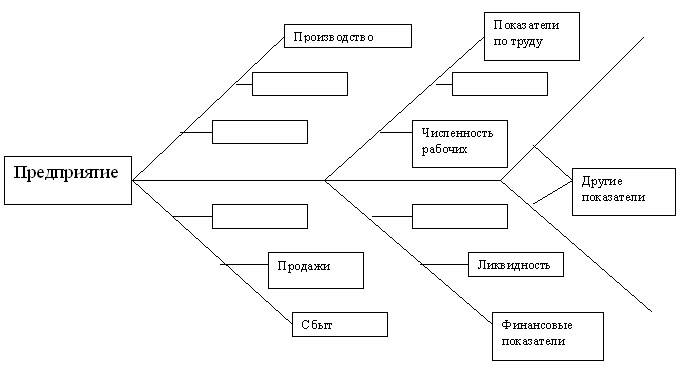 Производство
Показатели
по труду
Численность
рабочих
Предприятие
Другие
показатели
Продажи
Ликвидность
Сбыт
Финансовые
показатели